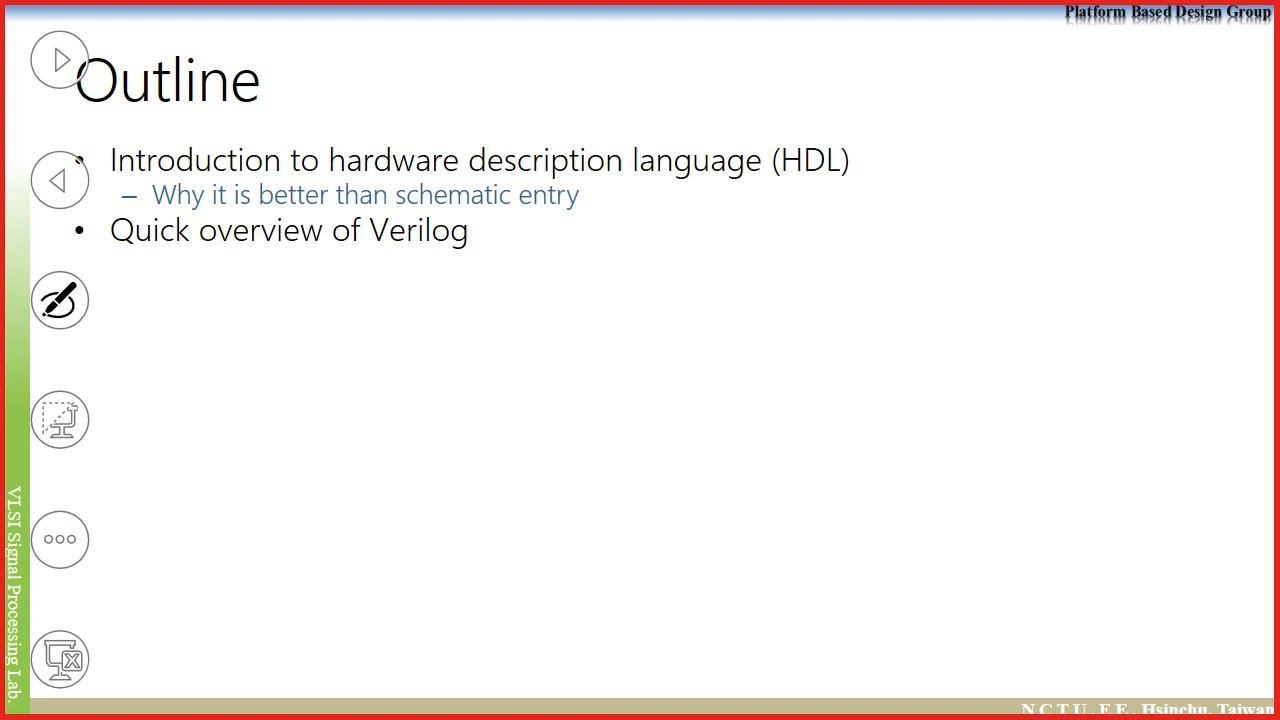 Platform Based Design Group
Outline
• Introduction to hardware description language (HDL)
– Why it is better than schematic entry
• Quick overview of Verilog
VLSI Signal Processing Lab.
N C T U . E E . Hsinchu, Taiwan